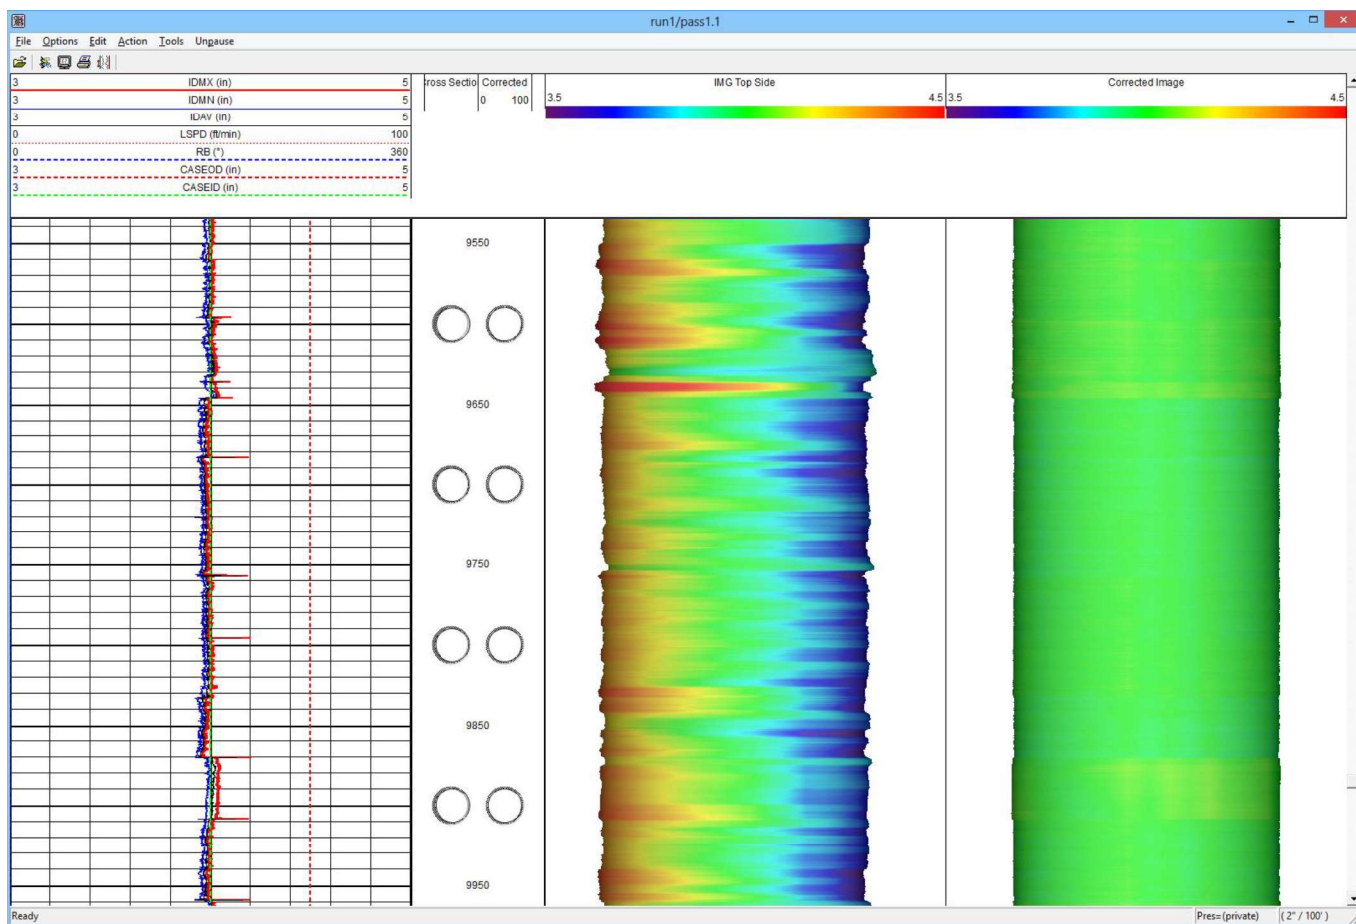 run1/pass1.1
File Options Edit Action Tools Ungause
3 IDMX (in) 5
3 IDMN (in) 5
3 IDAV (in) 5
0 LSPD (ft/min) 100
0 RB (°) 360
3 CASEOD (in) 5
3 CASEID (in) 5
Cross Sectio Corrected
0 100
IMG Top Side
3.5 4.5
Corrected Image
3.5 4.5
9550
9650
9750
9850
9950
Ready Pres=(private) (2" / 100')